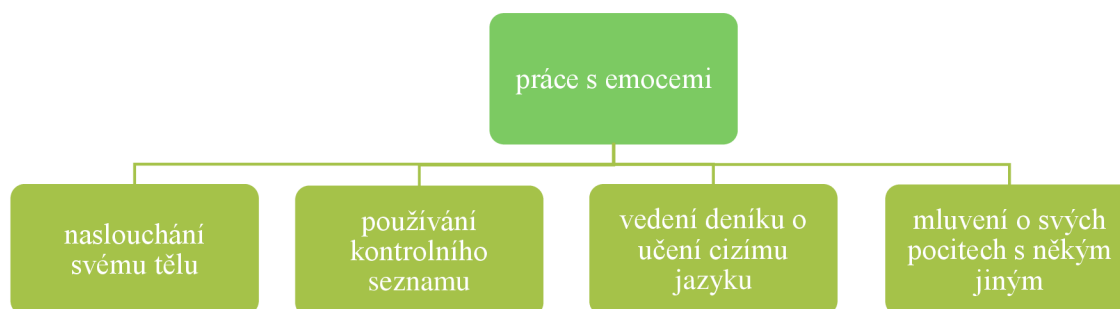 práce s emocemi
naslouchání
svému tělu
používání
kontrolního
seznamu
vedení deníku o
učení cizímu
jazyku
mluvení o svých
pocitech s někým
jiným